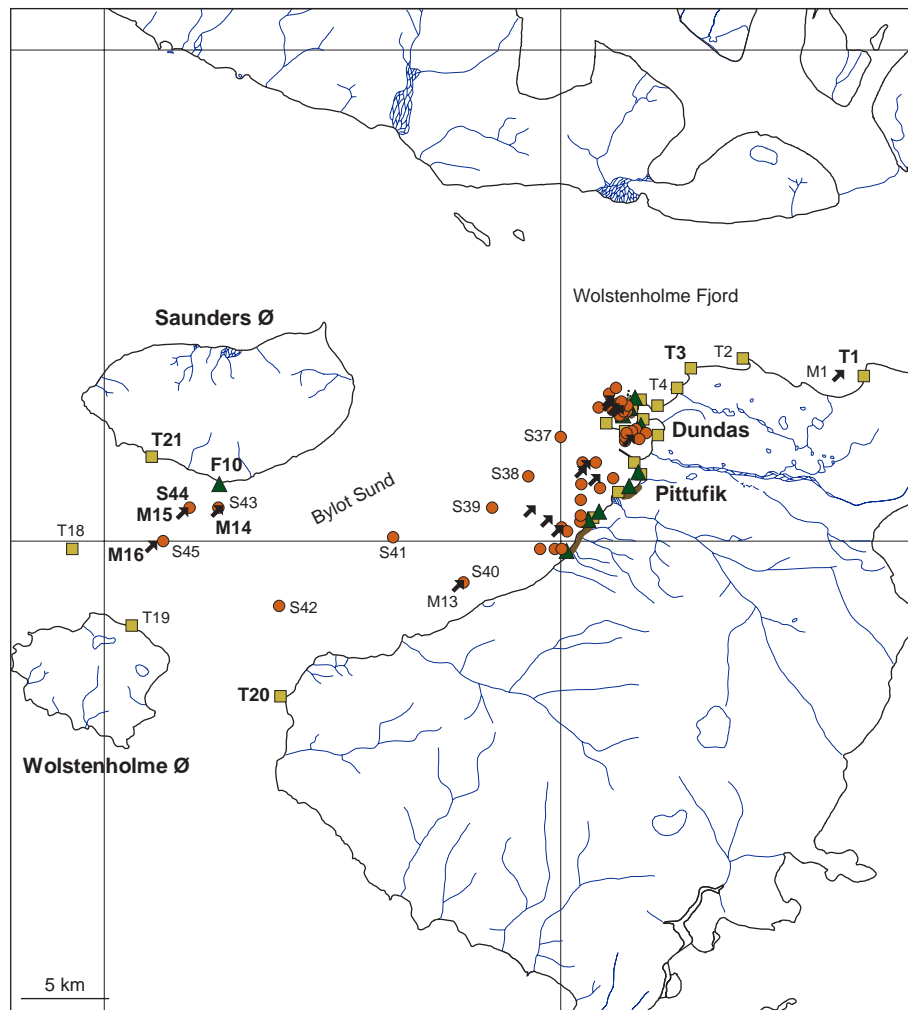 Wolstenholme Fjord
Saunders Ø
T3
T2
M1
T1
T4
Dundas
S37
T21
F10
S38
Pittufik
S44
S43
S39
Bylot Sund
M15
M14
T18
M16
S45
S41
S40
M13
S42
T19
T20
Wolstenholme Ø
5 km